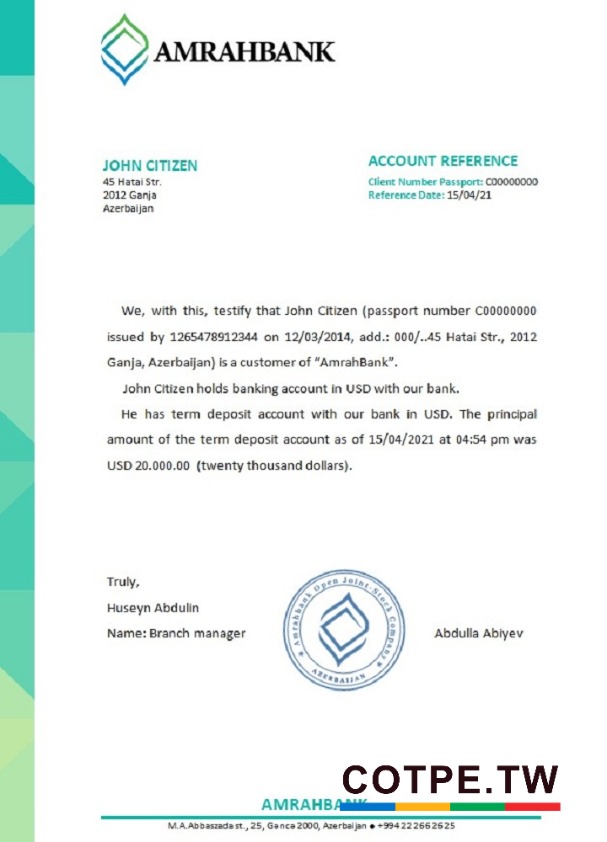 AMRAHBANK
JOHN CITIZEN
45 Hatai Str.
2012 Ganja
Azerbaijan
ACCOUNT REFERENCE
Client Number Passport: C00000000
Reference Date: 15/04/21
We, with this, testify that John Citizen (passport number C00000000
issued by 1265478912344 on 12/03/2014, add.: 000/..45 Hatai Str., 2012
Ganja, Azerbaijan) is a customer of “AmrahBank”.
John Citizen holds banking account in USD with our bank.
He has term deposit account with our bank in USD. The principal
amount of the term deposit account as of 15/04/2021 at 04:54 pm was
USD 20.000.00 (twenty thousand dollars).
Truly,
Huseyn Abdulin
Name: Branch manager
Amrahbank Open Joint-Stock Company
AZERBAIJAN
Abdulla Abiyev
COTPE.TW
AMRAHBANK
M.A.Abbaszada st., 25, Gəncə 2000, Azerbaijan ● +994 22 266 26 25